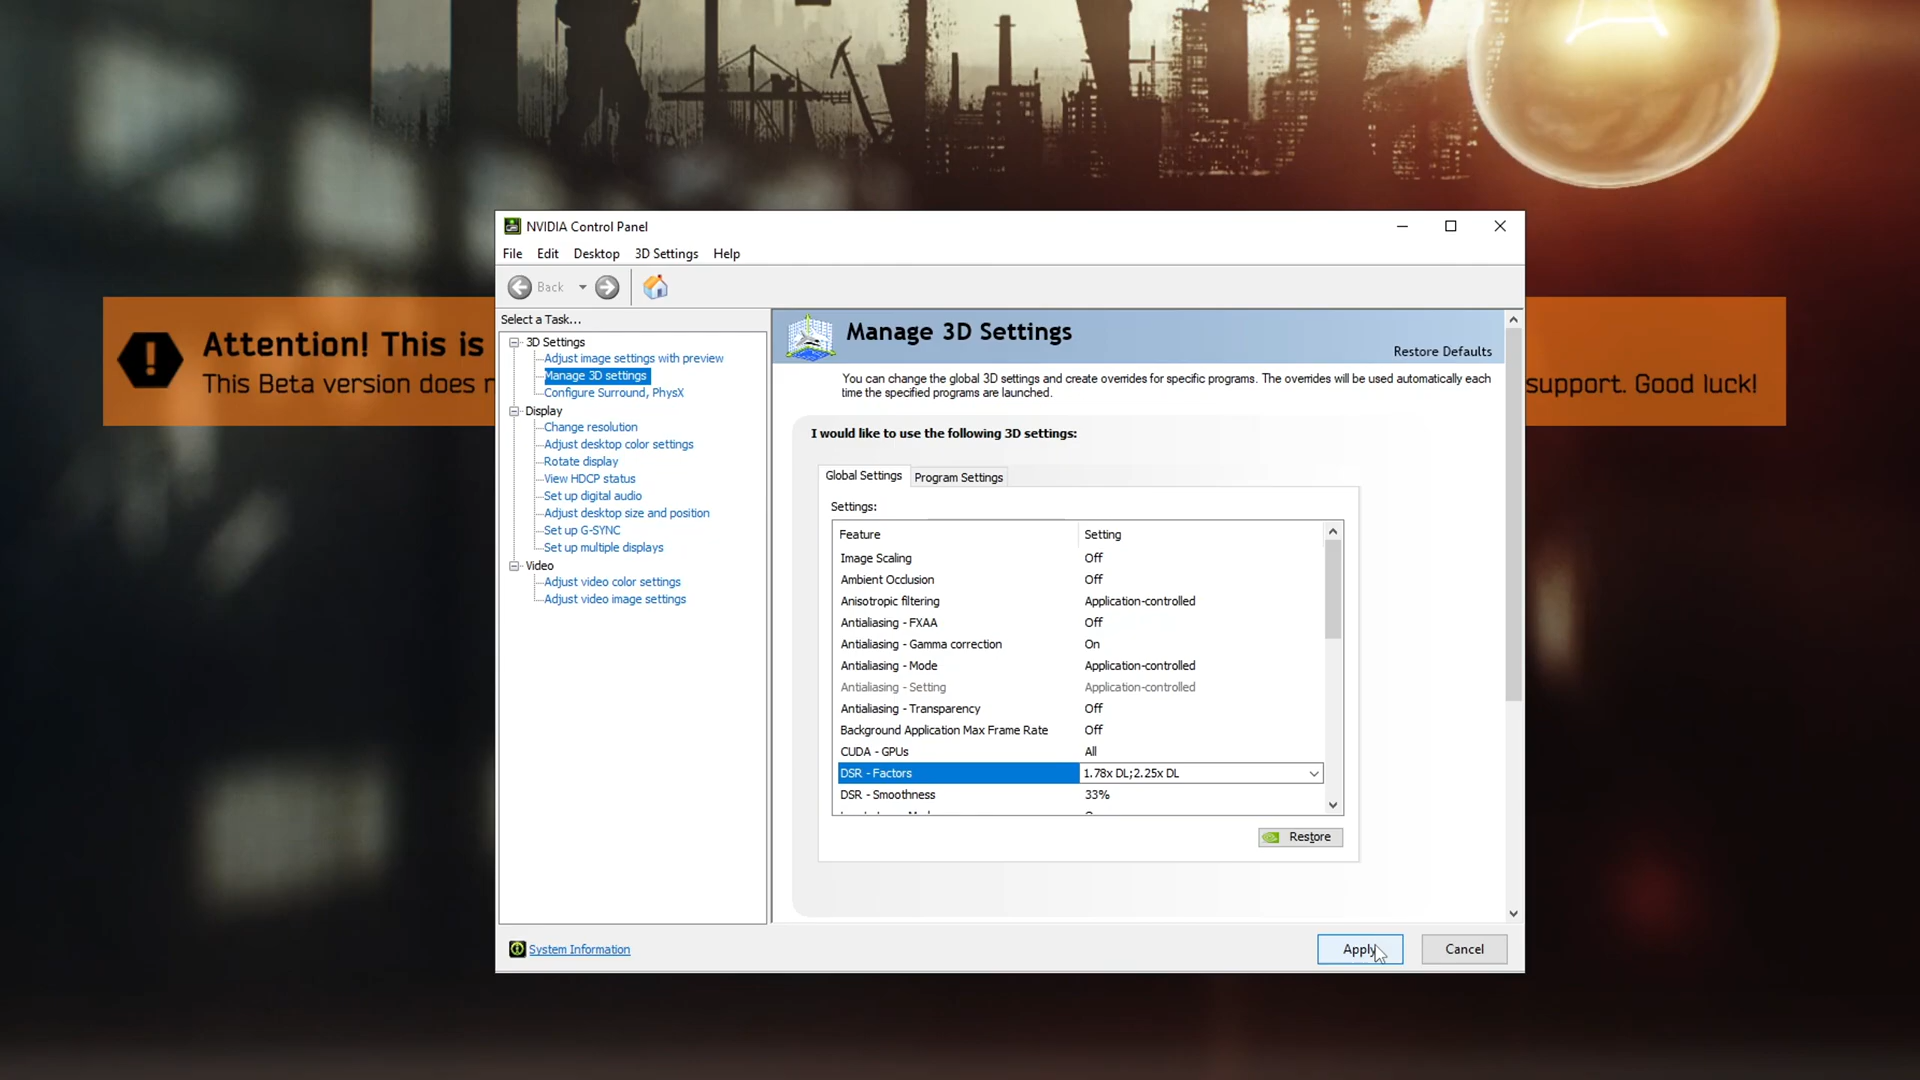 NVIDIA Control Panel
File Edit Desktop 3D Settings Help
Back
Select a Task...
3D Settings
Adjust image settings with preview
Manage 3D settings
Configure Surround, PhysX
Display
Change resolution
Adjust desktop color settings
Rotate display
View HDCP status
Set up digital audio
Adjust desktop size and position
Set up G-SYNC
Set up multiple displays
Video
Adjust video color settings
Adjust video image settings
System Information
Attention! This is
This Beta version does
support. Good luck!
Manage 3D Settings
Restore Defaults
You can change the global 3D settings and create overrides for specific programs. The overrides will be used automatically each
time the specified programs are launched.
I would like to use the following 3D settings:
Global Settings Program Settings
Settings:
Feature Setting
Image Scaling Off
Ambient Occlusion Off
Anisotropic filtering Application-controlled
Antialiasing - FXAA Off
Antialiasing - Gamma correction On
Antialiasing - Mode Application-controlled
Antialiasing - Setting Application-controlled
Antialiasing - Transparency Off
Background Application Max Frame Rate Off
CUDA - GPUs All
DSR - Factors 1.78x DL;2.25x DL
DSR - Smoothness 33%
Restore
Apply Cancel